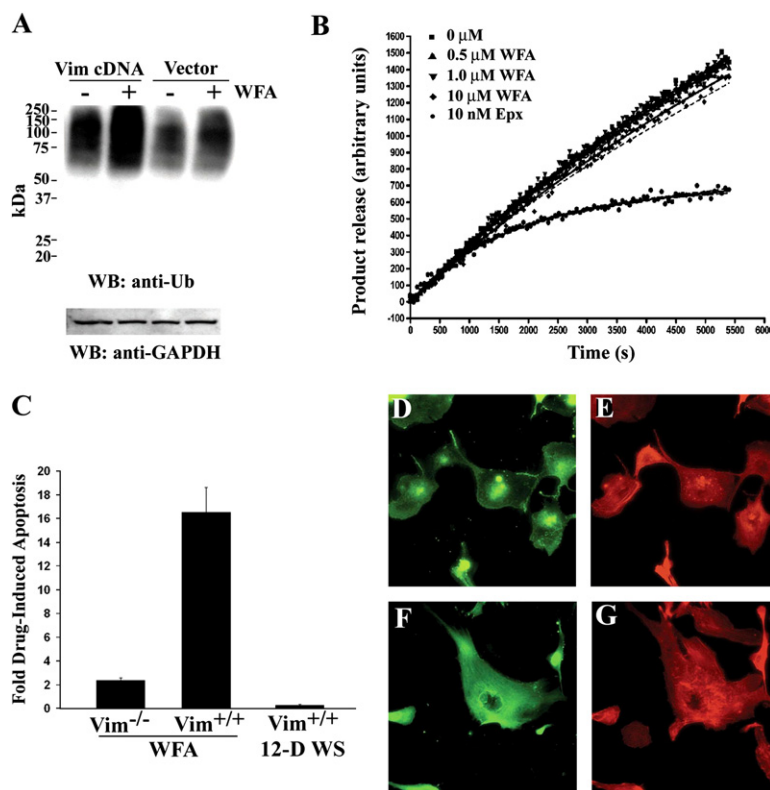 A
Vim cDNA Vector
- + - + WFA
250
150
100
75
50
37
25
20
kDa
WB: anti-Ub
WB: anti-GAPDH
B
0 μM
0.5 μM WFA
1.0 μM WFA
10 μM WFA
10 nM Epx
Product release (arbitrary units)
1600
1500
1400
1300
1200
1100
1000
900
800
700
600
500
400
300
200
100
0
-100
0 500 1000 1500 2000 2500 3000 3500 4000 4500 5000 5500 6000
Time (s)
C
Fold Drug-Induced Apoptosis
20
18
16
14
12
10
8
6
4
2
0
Vim-/- Vim+/+ Vim+/+
WFA 12-D WS
D
E
F
G